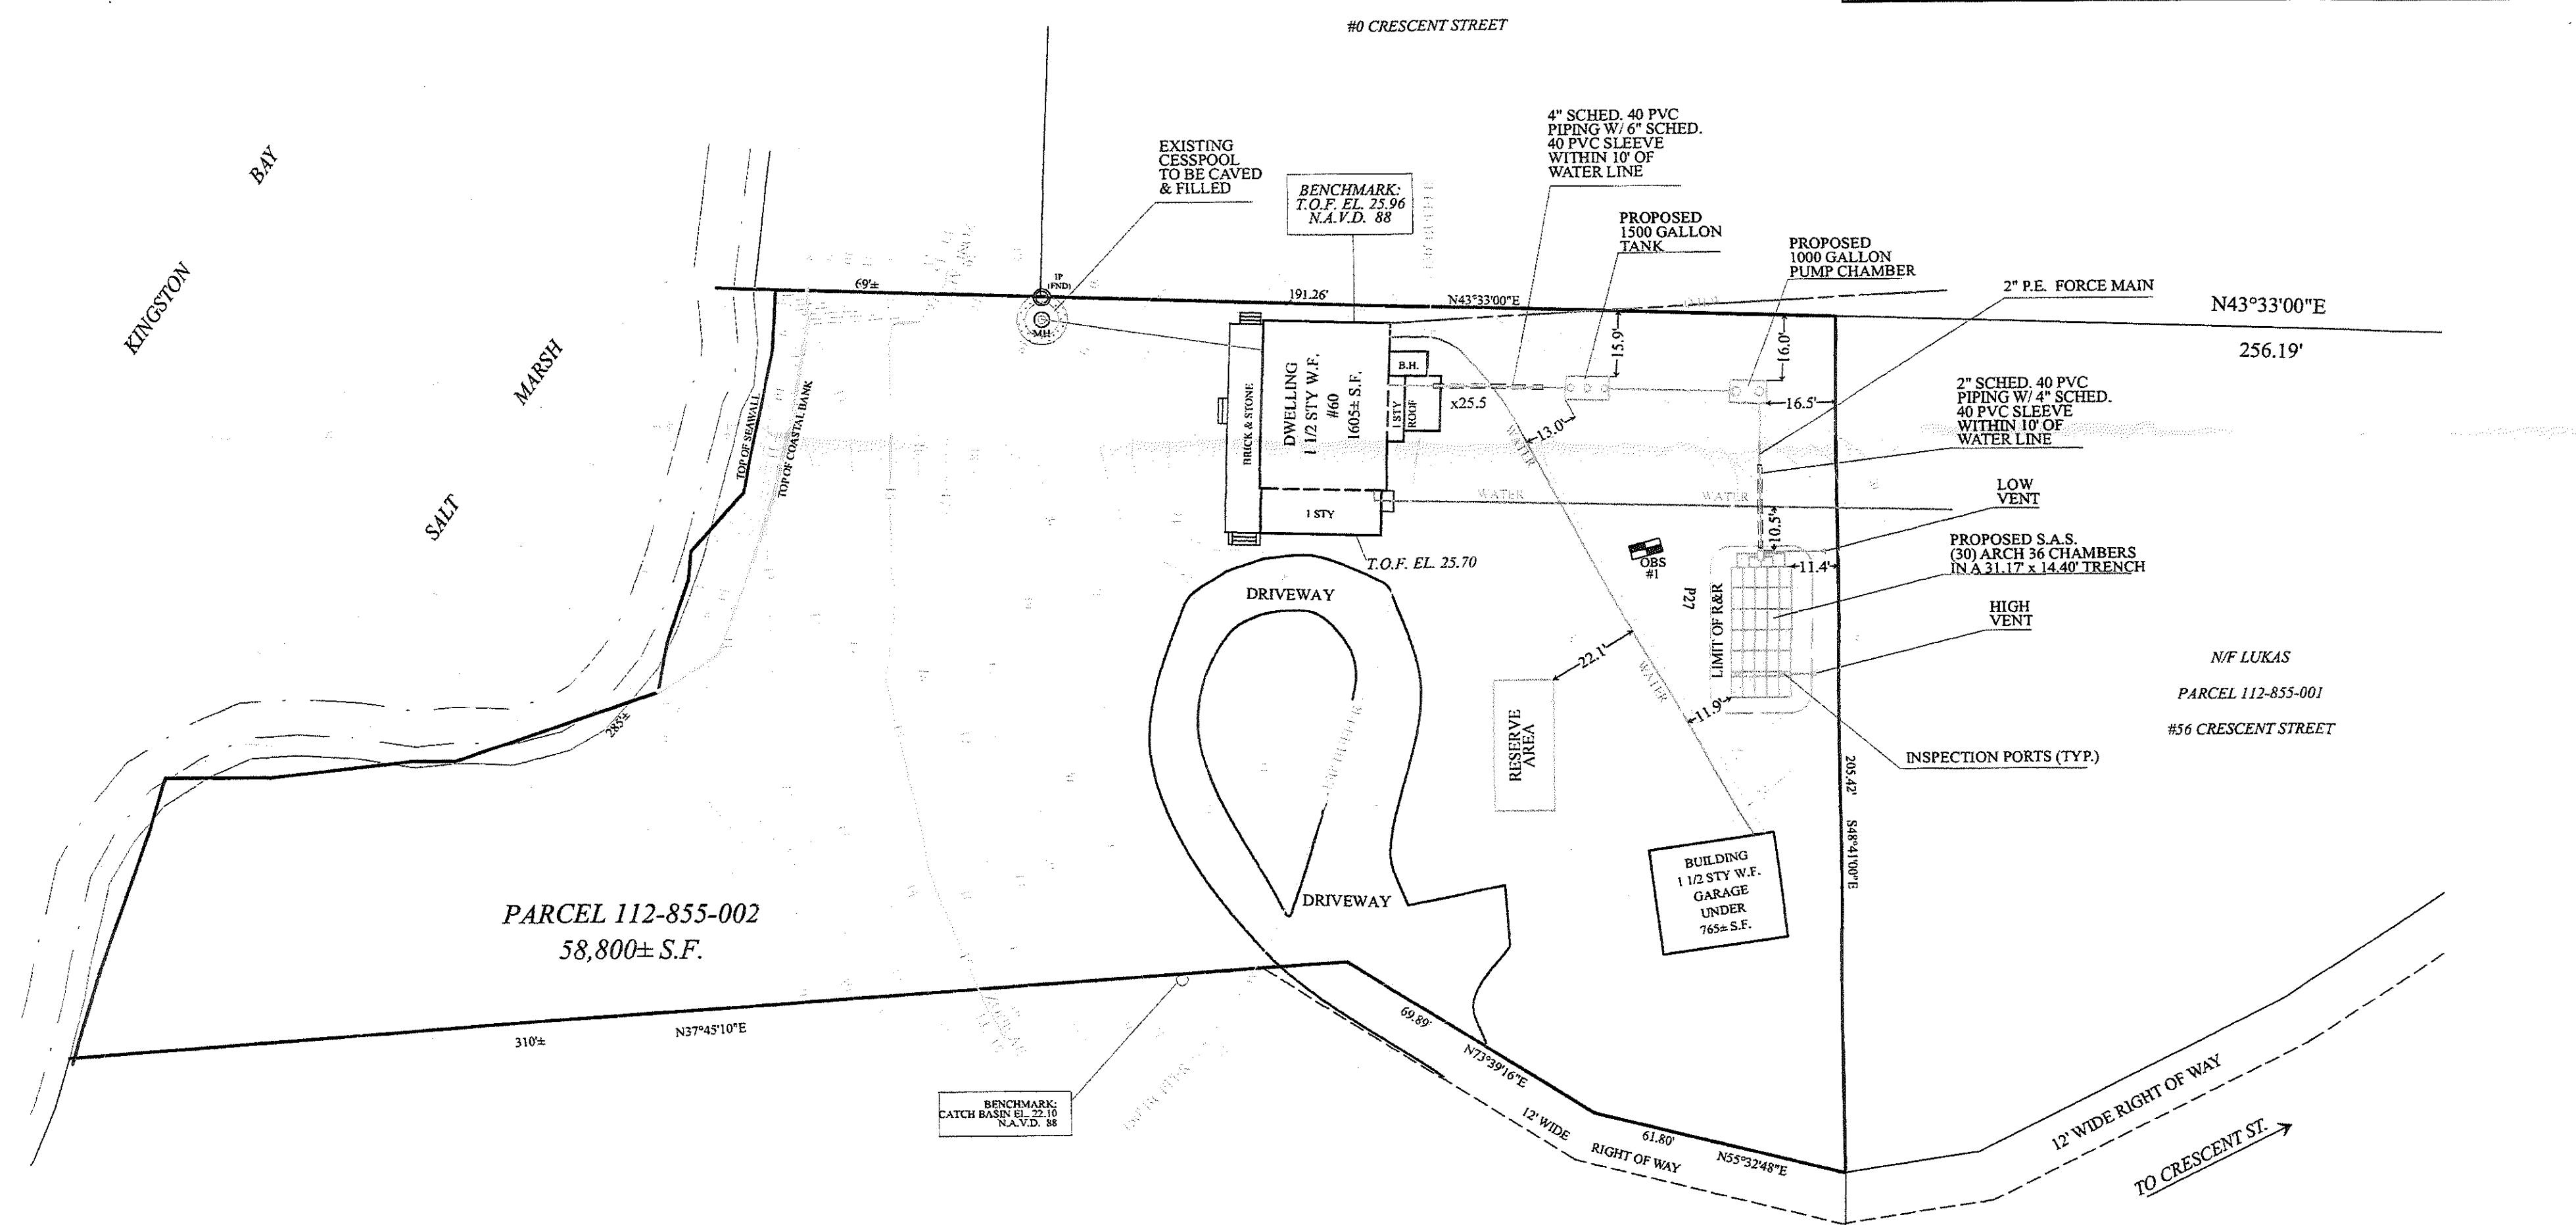 #0 CRESCENT STREET
KINGSTON BAY
SALT MARSH
EXISTING
CESSPOOL
TO BE CAVED
& FILLED
BENCHMARK:
T.O.F. EL. 25.96
N.A.V.D. 88
4" SCHED. 40 PVC
PIPING W/ 6" SCHED.
40 PVC SLEEVE
WITHIN 10' OF
WATER LINE
PROPOSED
1500 GALLON
TANK
PROPOSED
1000 GALLON
PUMP CHAMBER
2" P.E. FORCE MAIN
N43°33'00"E
256.19'
69'±
IP
(FND)
MH
191.26'
N43°33'00"E
15.9'
16.0'
16.5'
2" SCHED. 40 PVC
PIPING W/ 4" SCHED.
40 PVC SLEEVE
WITHIN 10' OF
WATER LINE
TOP OF SEAWALL
TOP OF COASTAL BANK
BRICK & STONE
DWELLING
1 1/2 STY W.F.
#60
1605± S.F.
B.H.
1 STY
ROOF
x25.5
13.0'
WATER
WATER
WATER
1 STY
T.O.F. EL. 25.70
10.5'
LOW
VENT
PROPOSED S.A.S.
(30) ARCH 36 CHAMBERS
IN A 31.17' x 14.40' TRENCH
11.4'
OBS
#1
P27
LIMIT OF R&R
HIGH
VENT
DRIVEWAY
22.1'
WATER
11.9'
RESERVE
AREA
N/F LUKAS
PARCEL 112-855-001
#56 CRESCENT STREET
INSPECTION PORTS (TYP.)
285'±
205.42'
S48°41'00"E
BUILDING
1 1/2 STY W.F.
GARAGE
UNDER
765± S.F.
DRIVEWAY
PARCEL 112-855-002
58,800± S.F.
310'±
N37°45'10"E
BENCHMARK:
CATCH BASIN EL. 22.10
N.A.V.D. 88
69.89'
N73°39'16"E
12' WIDE RIGHT OF WAY
61.80'
N55°32'48"E
12' WIDE RIGHT OF WAY
TO CRESCENT ST.